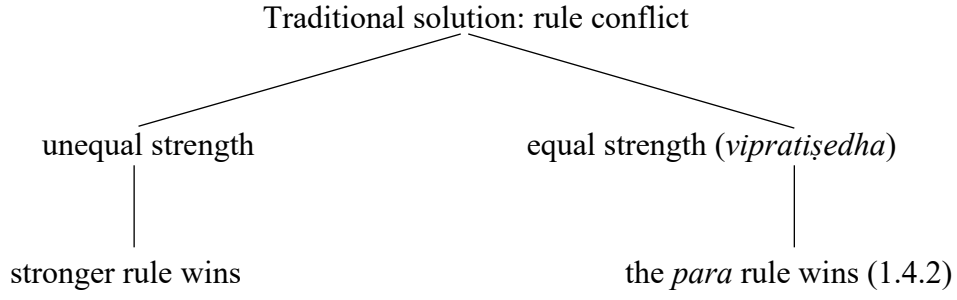 Traditional solution: rule conflict
unequal strength
equal strength (vipratiṣedha)
stronger rule wins
the para rule wins (1.4.2)